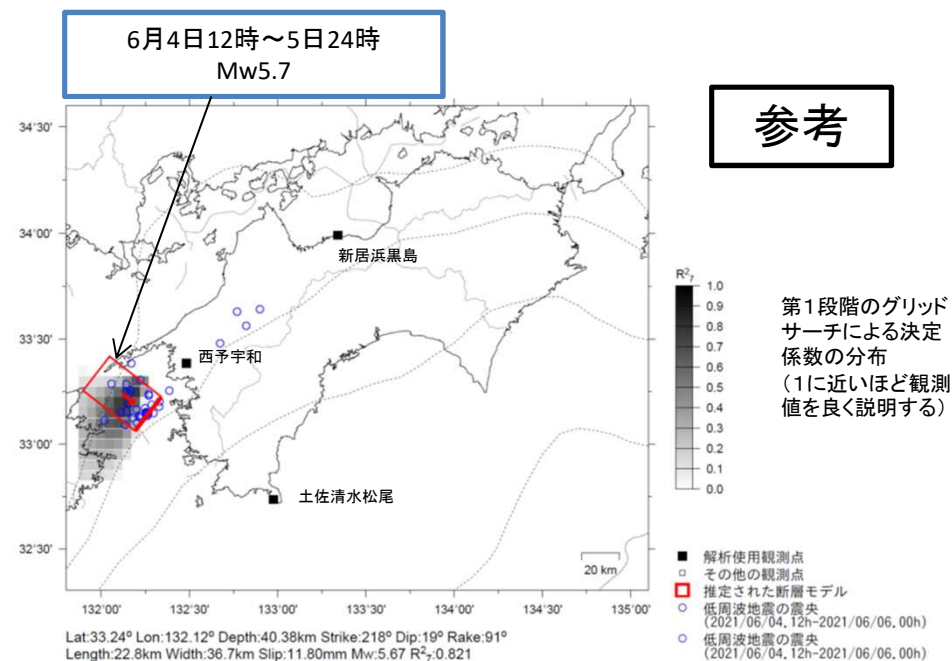 6月4日12時～5日24時
Mw5.7
参考
34°30'
34°00'
33°30'
33°00'
32°30'
新居浜黒島
西予宇和
土佐清水松尾
20 km
132°00'
132°30'
133°00'
133°30'
134°00'
134°30'
135°00'
R²₇
1.0
0.9
0.8
0.7
0.6
0.5
0.4
0.3
0.2
0.1
0.0
第１段階のグリッド
サーチによる決定
係数の分布
(１に近いほど観測
値を良く説明する)
解析使用観測点
その他の観測点
推定された断層モデル
低周波地震の震央
(2021/06/04.12h-2021/06/06.00h)
低周波地震の震央
(2021/06/04.12h-2021/06/06.00h)
Lat:33.24° Lon:132.12° Depth:40.38km Strike:218° Dip:19° Rake:91°
Length:22.8km Width:36.7km Slip:11.80mm Mw:5.67 R²₇:0.821